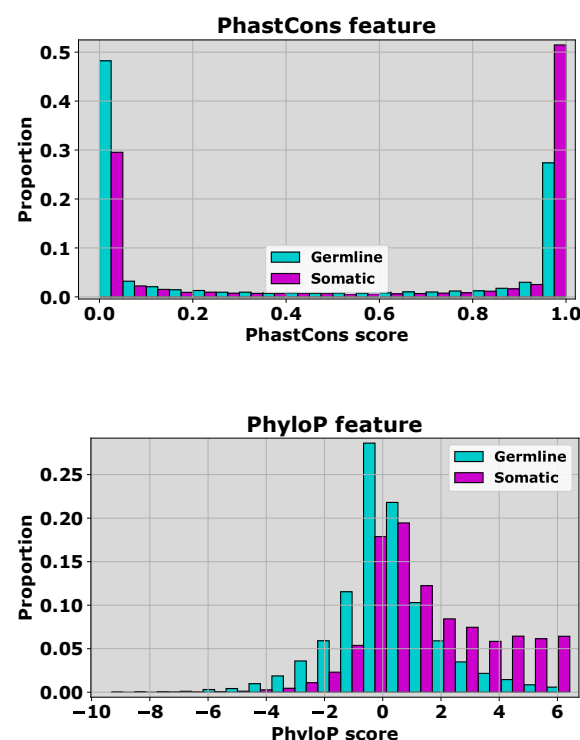 PhastCons feature
0.5
0.4
0.3
0.2
0.1
0.0
Proportion
Germline
Somatic
0.0 0.2 0.4 0.6 0.8 1.0
PhastCons score
PhyloP feature
0.25
0.20
0.15
0.10
0.05
0.00
Proportion
Germline
Somatic
−10 −8 −6 −4 −2 0 2 4 6
PhyloP score